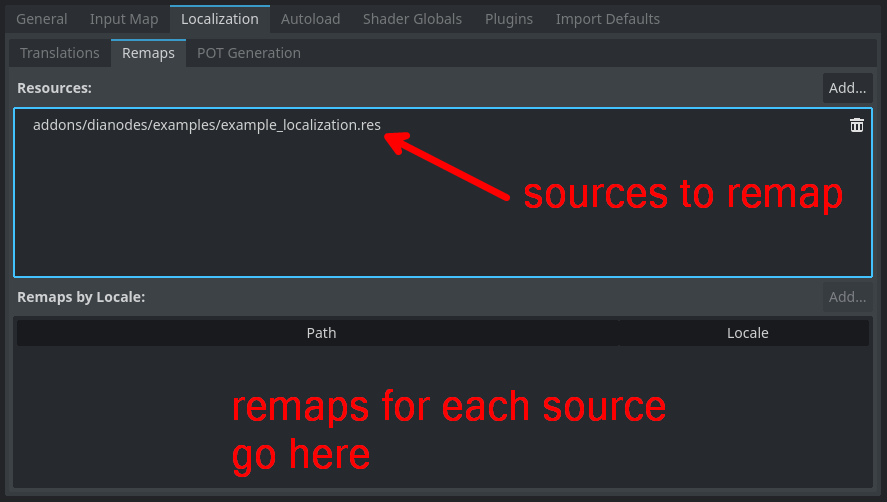 General Input Map Localization Autoload Shader Globals Plugins Import Defaults
Translations Remaps POT Generation
Resources: Add...
addons/dianodes/examples/example_localization.res
sources to remap
Remaps by Locale: Add...
Path Locale
remaps for each source
go here